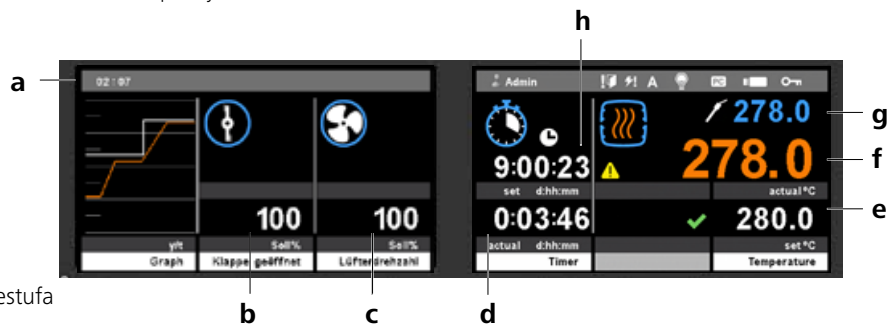 h
a
02:07
Admin
A
PC
278.0
g
278.0
f
9:00:23
set d:hh:mm
actual °C
e
100
100
0:03:46
280.0
y/t
Soll%
Soll%
actual d:hh:mm
set °C
Graph
Klappe geöffnet
Lüfterdrehzahl
Timer
Temperature
estufa
b
c
d